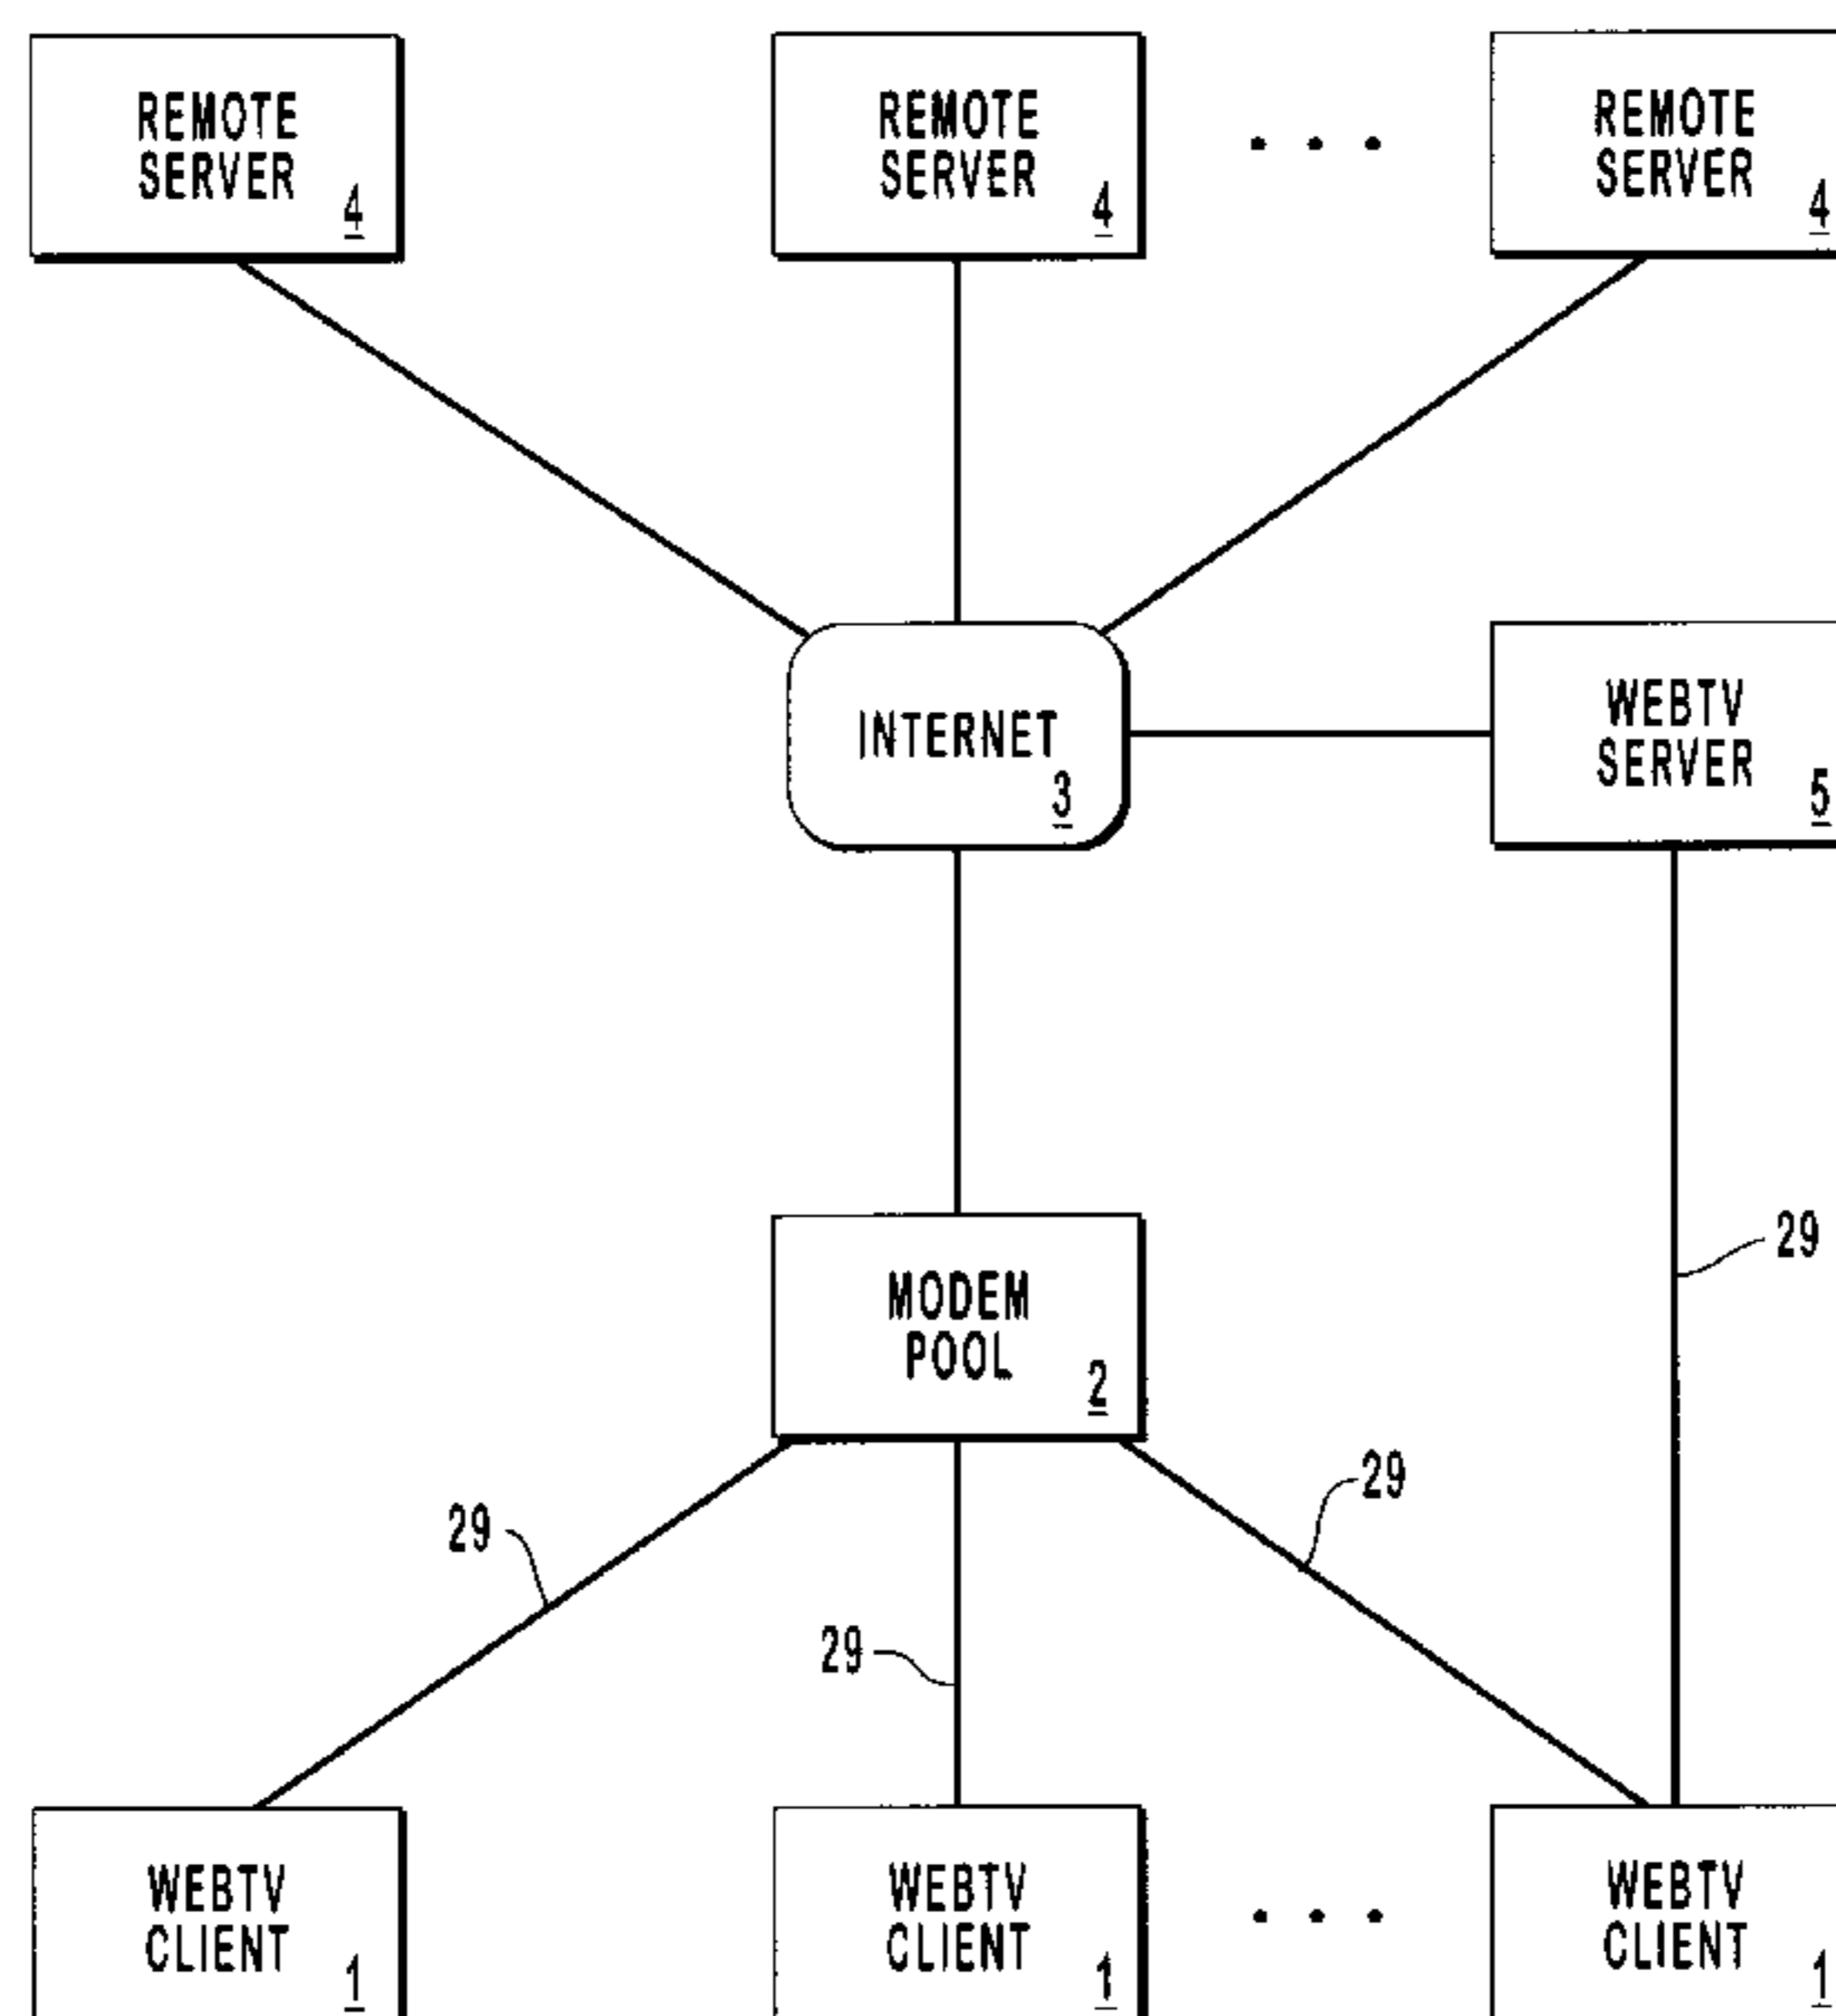 REMOTE
SERVER
4
REMOTE
SERVER
4
REMOTE
SERVER
4
INTERNET
3
WEBTV
SERVER
5
29
MODEM
POOL
2
29
29
29
WEBTV
CLIENT
1
WEBTV
CLIENT
1
WEBTV
CLIENT
1